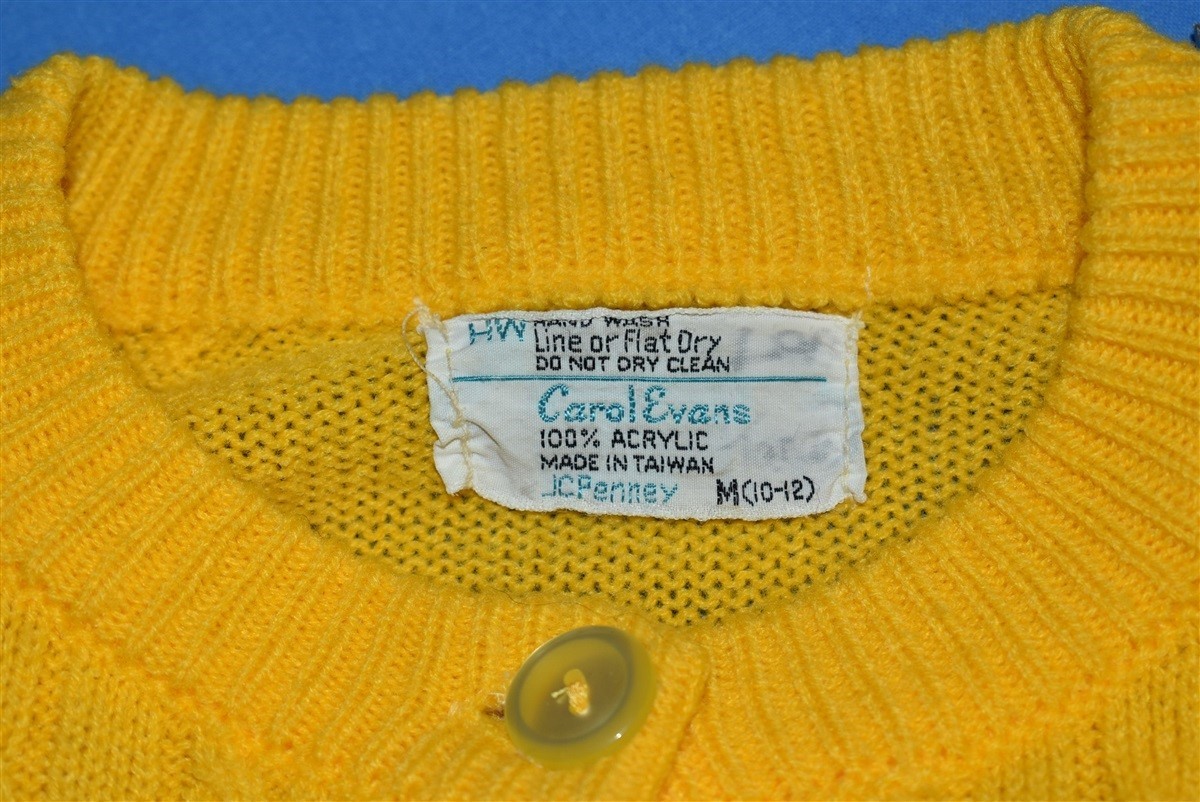 HW HAND WASH
Line or Flat Dry
DO NOT DRY CLEAN
Carol Evans
100% ACRYLIC
MADE IN TAIWAN
JCPenney M(10-12)